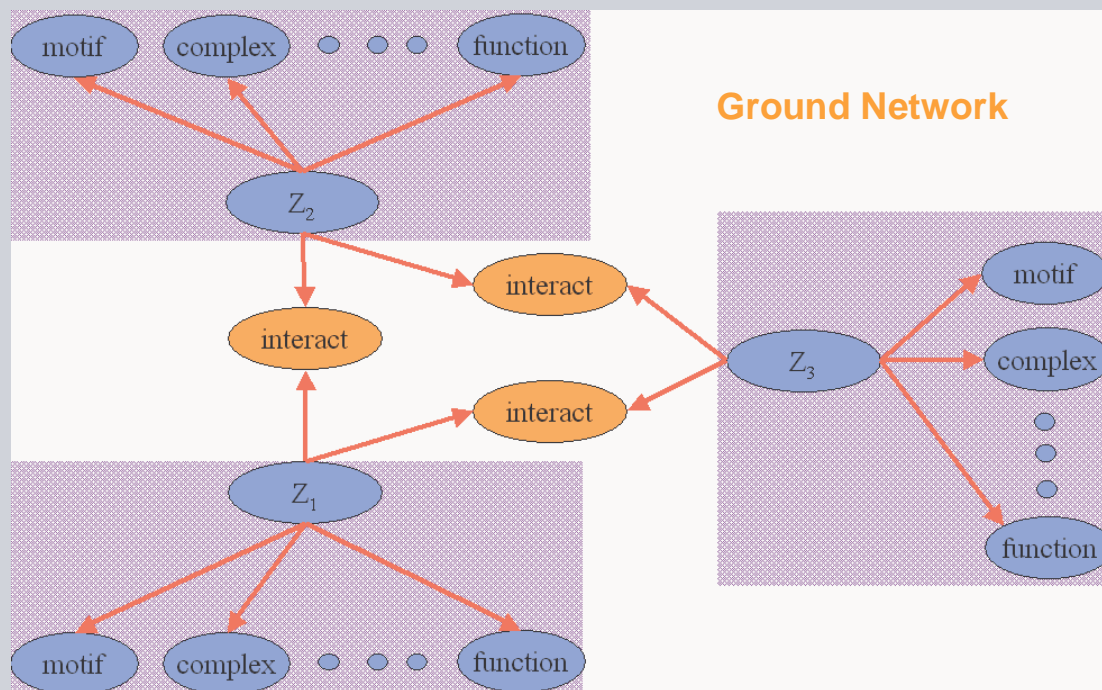 motif complex function
Ground Network
Z2
interact
motif
interact
Z3
complex
interact
Z1
function
motif complex function